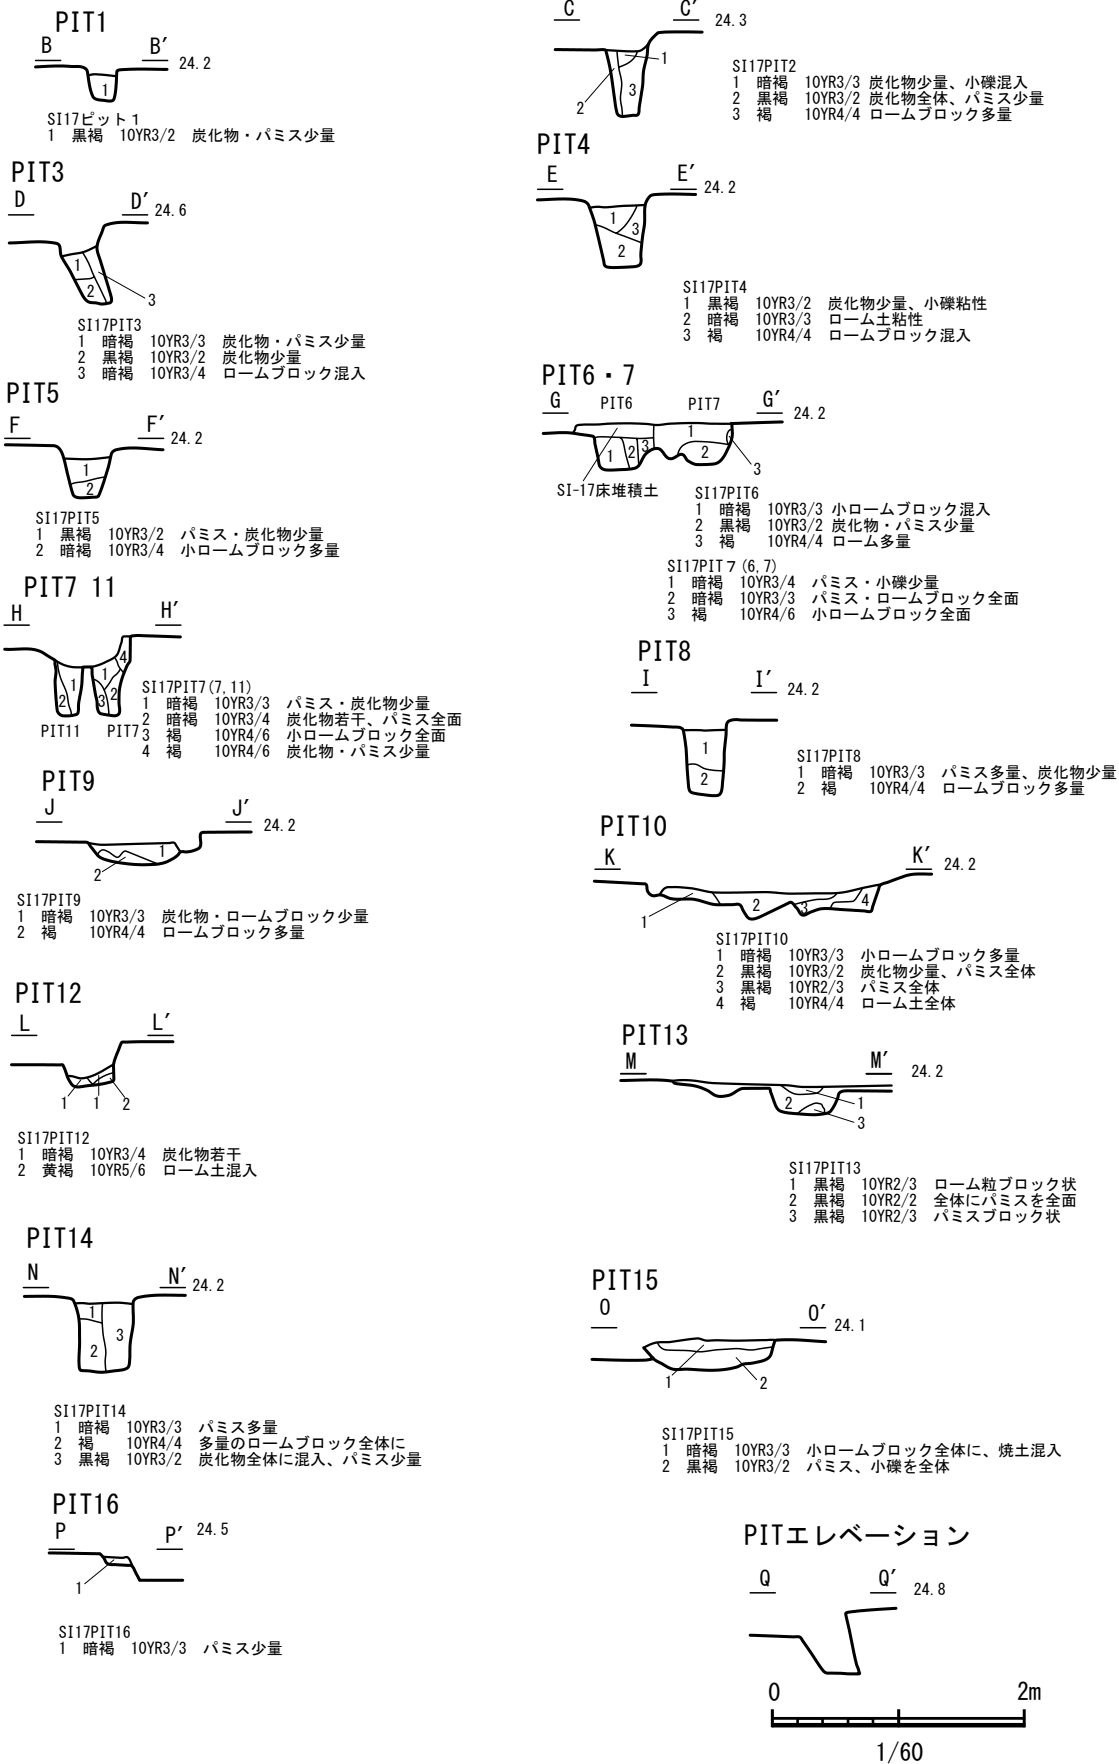 PIT1
B B′ 24.2
1
SI17ピット1
1 黒褐 10YR3/2 炭化物・パミス少量
C C′ 24.3
1
2 3
SI17PIT2
1 暗褐 10YR3/3 炭化物少量、小礫混入
2 黒褐 10YR3/2 炭化物全体、パミス少量
3 褐 10YR4/4 ロームブロック多量
PIT3
D D′ 24.6
1
2 3
SI17PIT3
1 暗褐 10YR3/3 炭化物・パミス少量
2 黒褐 10YR3/2 炭化物少量
3 暗褐 10YR3/4 ロームブロック混入
PIT4
E E′ 24.2
1 3
2
SI17PIT4
1 黒褐 10YR3/2 炭化物少量、小礫粘性
2 暗褐 10YR3/3 ローム土粘性
3 褐 10YR4/4 ロームブロック混入
PIT5
F F′ 24.2
1
2
SI17PIT5
1 黒褐 10YR3/2 パミス・炭化物少量
2 暗褐 10YR3/4 小ロームブロック多量
PIT6・7
G PIT6 PIT7 G′ 24.2
1
1 2 3 2
3
SI-17床堆積土
SI17PIT6
1 暗褐 10YR3/3 小ロームブロック混入
2 黒褐 10YR3/2 炭化物・パミス少量
3 褐 10YR4/4 ローム多量
SI17PIT7(6,7)
1 暗褐 10YR3/4 パミス・小礫少量
2 暗褐 10YR3/3 パミス・ロームブロック全面
3 褐 10YR4/6 小ロームブロック全面
PIT7 11
H H′
4
1 1
2 3 2
PIT11 PIT7
SI17PIT7(7,11)
1 暗褐 10YR3/3 パミス・炭化物少量
2 暗褐 10YR3/4 炭化物若干、パミス全面
3 褐 10YR4/6 小ロームブロック全面
4 褐 10YR4/6 炭化物・パミス少量
PIT8
I I′ 24.2
1
2
SI17PIT8
1 暗褐 10YR3/3 パミス多量、炭化物少量
2 褐 10YR4/4 ロームブロック多量
PIT9
J J′ 24.2
1
2
SI17PIT9
1 暗褐 10YR3/3 炭化物・ロームブロック少量
2 褐 10YR4/4 ロームブロック多量
PIT10
K K′ 24.2
1 2 3 4
SI17PIT10
1 暗褐 10YR3/3 小ロームブロック多量
2 黒褐 10YR3/2 炭化物少量、パミス全体
3 黒褐 10YR2/3 パミス全体
4 褐 10YR4/4 ローム土全体
PIT12
L L′
1 1 2
SI17PIT12
1 暗褐 10YR3/4 炭化物若干
2 黄褐 10YR5/6 ローム土混入
PIT13
M M′ 24.2
2 1
3
SI17PIT13
1 黒褐 10YR2/3 ローム粒ブロック状
2 黒褐 10YR2/2 全体にパミスを全面
3 黒褐 10YR2/3 パミスブロック状
PIT14
N N′ 24.2
1
2 3
SI17PIT14
1 暗褐 10YR3/3 パミス多量
2 褐 10YR4/4 多量のロームブロック全体に
3 黒褐 10YR3/2 炭化物全体に混入、パミス少量
PIT15
O O′ 24.1
1 2
SI17PIT15
1 暗褐 10YR3/3 小ロームブロック全体に、焼土混入
2 黒褐 10YR3/2 パミス、小礫を全体
PIT16
P P′ 24.5
1
SI17PIT16
1 暗褐 10YR3/3 パミス少量
PITエレベーション
Q Q′ 24.8
0 2m
1/60